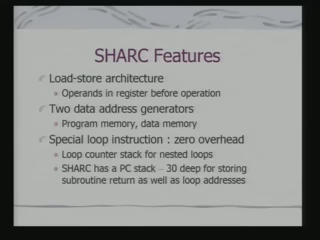 SHARC Features
Load-store architecture
Operands in register before operation
Two data address generators
Program memory, data memory
Special loop instruction : zero overhead
Loop counter stack for nested loops
SHARC has a PC stack – 30 deep for storing
subroutine return as well as loop addresses